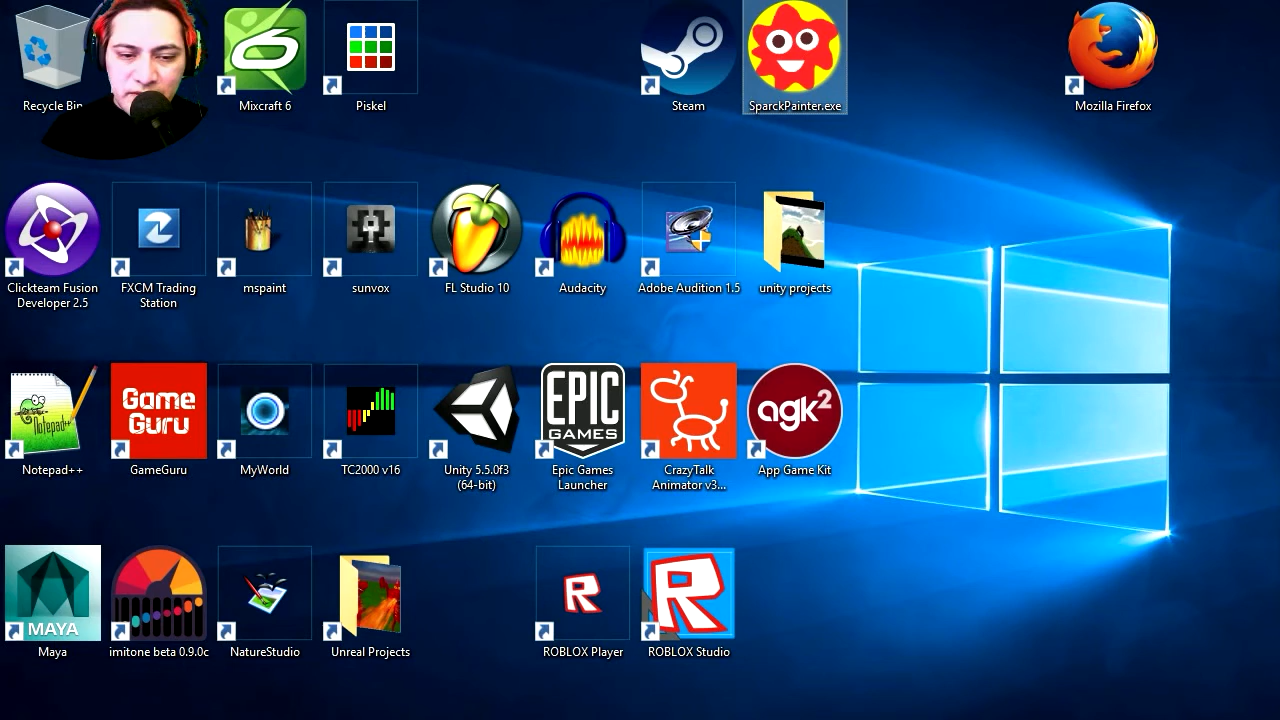 Recycle Bin
Mixcraft 6
Piskel
Steam
SparckPainter.exe
Mozilla Firefox
Clickteam Fusion
Developer 2.5
FXCM Trading
Station
mspaint
sunvox
FL Studio 10
Audacity
Adobe Audition 1.5
unity projects
Notepad++
Game
Guru
EPIC
GAMES
agk2
Notepad++
GameGuru
MyWorld
TC2000 v16
Unity 5.5.0f3
(64-bit)
Epic Games
Launcher
CrazyTalk
Animator v3...
App Game Kit
MAYA
R
R
Maya
imitone beta 0.9.0c
NatureStudio
Unreal Projects
ROBLOX Player
ROBLOX Studio